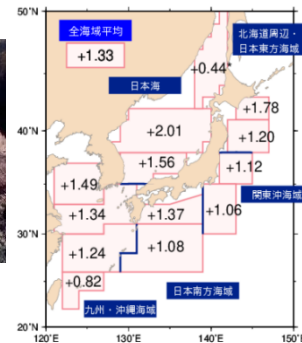 50˚N
全海域平均
+1.33
北海道周辺・
日本東方海域
+0.44*
日本海
+1.78
40˚N
+2.01
+1.20
+1.56
+1.12
+1.49
関東沖海域
+1.34
+1.37
+1.06
30˚N
+1.24
+1.08
+0.82
日本南方海域
九州・沖縄海域
20˚N
120˚E
130˚E
140˚E
150˚E